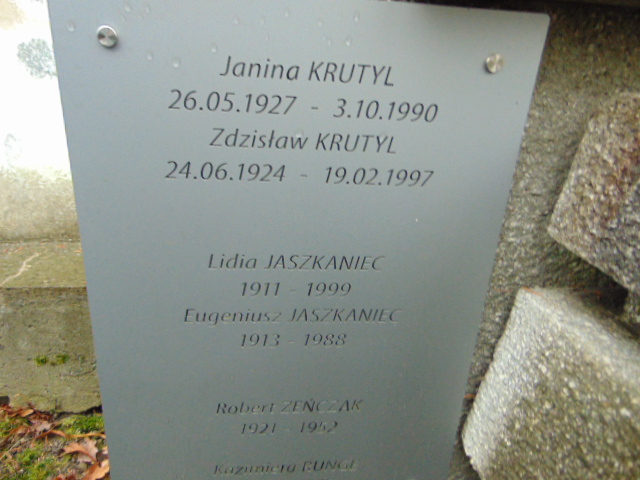 Janina KRUTYL
26.05.1927 - 3.10.1990
Zdzisław KRUTYL
24.06.1924 - 19.02.1997
Lidia JASZKANIEC
1911 - 1999
Eugeniusz JASZKANIEC
1913 - 1988
Robert ZEŃCZAK
1921 - 1952
RUNGE